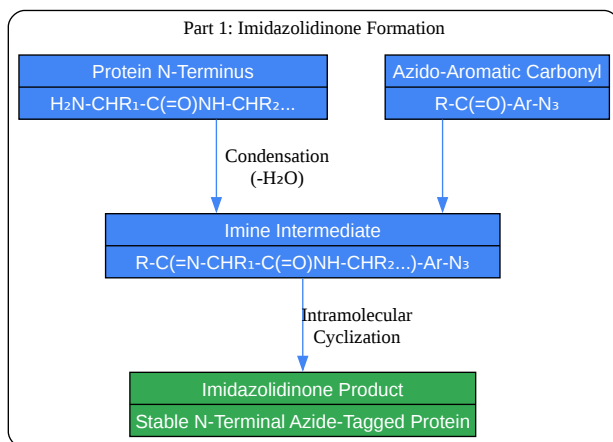 Part 1: Imidazolidinone Formation
Protein N-Terminus
H₂N-CHR₁-C(=O)NH-CHR₂...
Azido-Aromatic Carbonyl
R-C(=O)-Ar-N₃
Condensation
(-H₂O)
Imine Intermediate
R-C(=N-CHR₁-C(=O)NH-CHR₂...)-Ar-N₃
Intramolecular
Cyclization
Imidazolidinone Product
Stable N-Terminal Azide-Tagged Protein